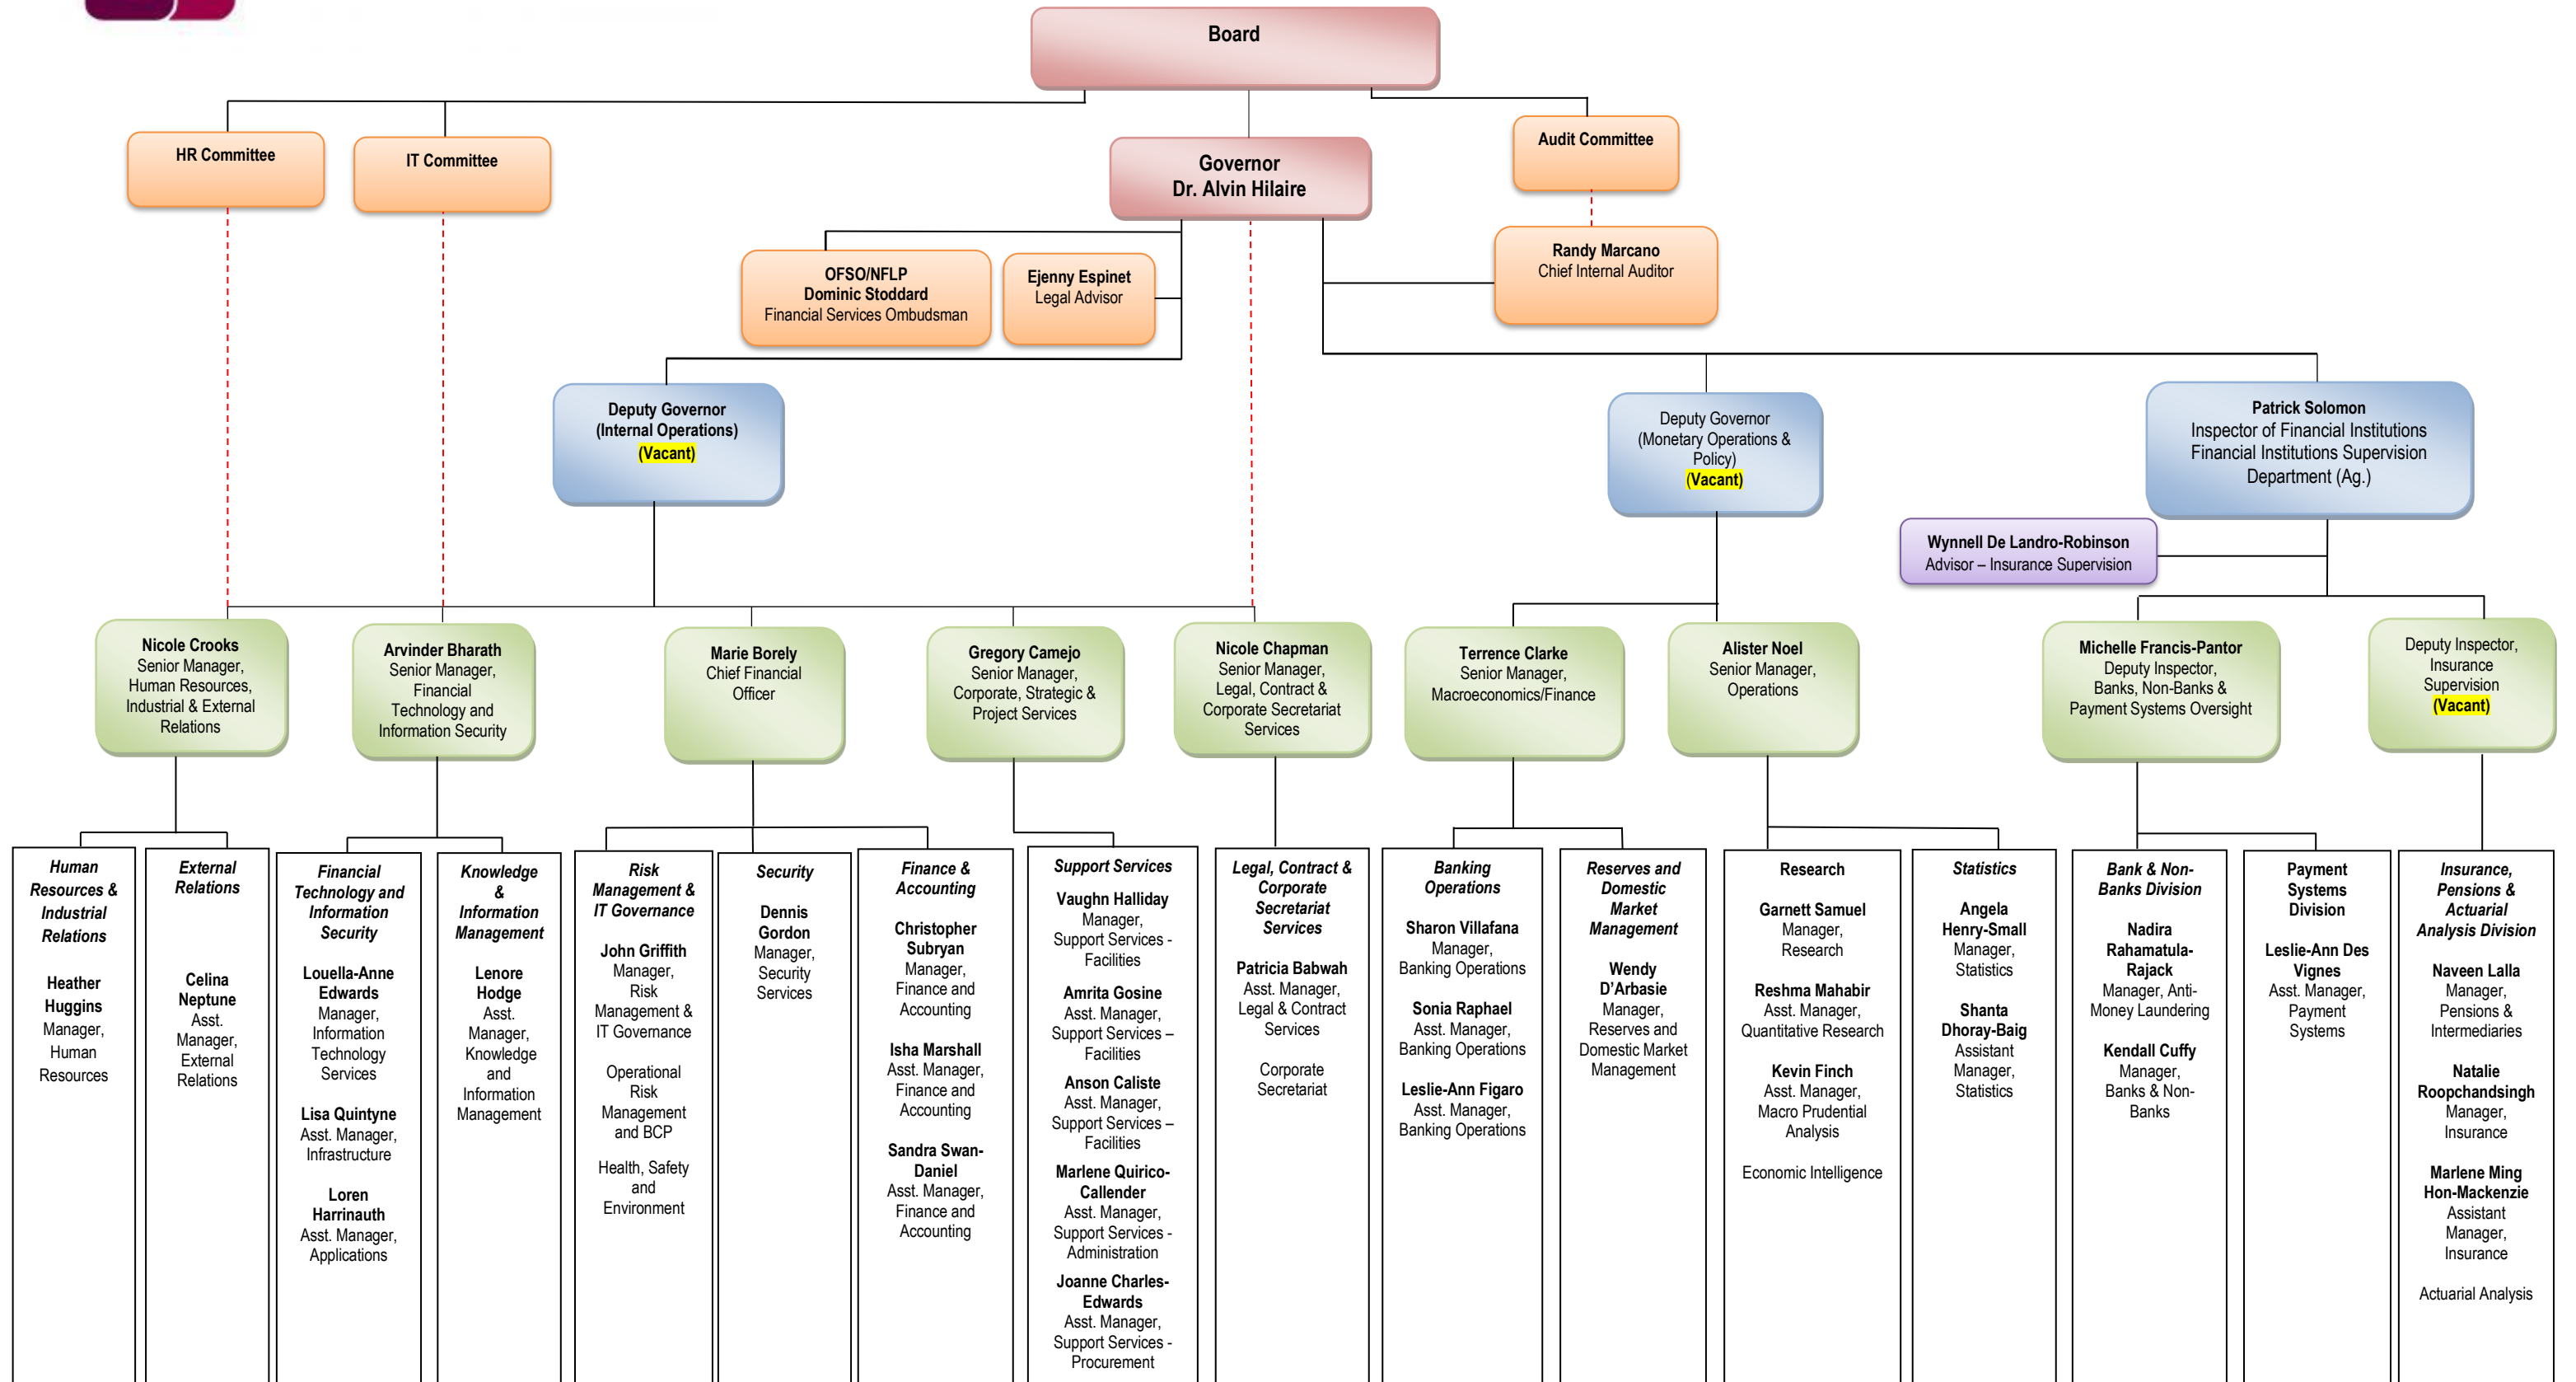 Board
HR Committee
IT Committee
Governor
Dr. Alvin Hilaire
Audit Committee
OFSO/NFLP
Dominic Stoddard
Financial Services Ombudsman
Ejenny Espinet
Legal Advisor
Randy Marcano
Chief Internal Auditor
Deputy Governor
(Internal Operations)
(Vacant)
Deputy Governor
(Monetary Operations &
Policy)
(Vacant)
Patrick Solomon
Inspector of Financial Institutions
Financial Institutions Supervision
Department (Ag.)
Wynnell De Landro-Robinson
Advisor – Insurance Supervision
Nicole Crooks
Senior Manager,
Human Resources,
Industrial & External
Relations
Arvinder Bharath
Senior Manager,
Financial
Technology and
Information Security
Marie Borely
Chief Financial
Officer
Gregory Camejo
Senior Manager,
Corporate, Strategic &
Project Services
Nicole Chapman
Senior Manager,
Legal, Contract &
Corporate Secretariat
Services
Terrence Clarke
Senior Manager,
Macroeconomics/Finance
Alister Noel
Senior Manager,
Operations
Michelle Francis-Pantor
Deputy Inspector,
Banks, Non-Banks &
Payment Systems Oversight
Deputy Inspector,
Insurance
Supervision
(Vacant)
Human
Resources &
Industrial
Relations
Heather
Huggins
Manager,
Human
Resources
External
Relations
Celina
Neptune
Asst.
Manager,
External
Relations
Financial
Technology and
Information
Security
Louella-Anne
Edwards
Manager,
Information
Technology
Services
Lisa Quintyne
Asst. Manager,
Infrastructure
Loren
Harrinauth
Asst. Manager,
Applications
Knowledge
&
Information
Management
Lenore
Hodge
Asst.
Manager,
Knowledge
and
Information
Management
Risk
Management &
IT Governance
John Griffith
Manager,
Risk
Management &
IT Governance
Operational
Risk
Management
and BCP
Health, Safety
and
Environment
Security
Dennis
Gordon
Manager,
Security
Services
Finance &
Accounting
Christopher
Subryan
Manager,
Finance and
Accounting
Isha Marshall
Asst. Manager,
Finance and
Accounting
Sandra Swan-
Daniel
Asst. Manager,
Finance and
Accounting
Support Services
Vaughn Halliday
Manager,
Support Services -
Facilities
Amrita Gosine
Asst. Manager,
Support Services –
Facilities
Anson Caliste
Asst. Manager,
Support Services –
Facilities
Marlene Quirico-
Callender
Asst. Manager,
Support Services -
Administration
Joanne Charles-
Edwards
Asst. Manager,
Support Services -
Procurement
Legal, Contract &
Corporate
Secretariat
Services
Patricia Babwah
Asst. Manager,
Legal & Contract
Services
Corporate
Secretariat
Banking
Operations
Sharon Villafana
Manager,
Banking Operations
Sonia Raphael
Asst. Manager,
Banking Operations
Leslie-Ann Figaro
Asst. Manager,
Banking Operations
Reserves and
Domestic
Market
Management
Wendy
D’Arbasie
Manager,
Reserves and
Domestic Market
Management
Research
Garnett Samuel
Manager,
Research
Reshma Mahabir
Asst. Manager,
Quantitative Research
Kevin Finch
Asst. Manager,
Macro Prudential
Analysis
Economic Intelligence
Statistics
Angela
Henry-Small
Manager,
Statistics
Shanta
Dhoray-Baig
Assistant
Manager,
Statistics
Bank & Non-
Banks Division
Nadira
Rahamatula-
Rajack
Manager, Anti-
Money Laundering
Kendall Cuffy
Manager,
Banks & Non-
Banks
Payment
Systems
Division
Leslie-Ann Des
Vignes
Asst. Manager,
Payment
Systems
Insurance,
Pensions &
Actuarial
Analysis Division
Naveen Lalla
Manager,
Pensions &
Intermediaries
Natalie
Roopchandsingh
Manager,
Insurance
Marlene Ming
Hon-Mackenzie
Assistant
Manager,
Insurance
Actuarial Analysis